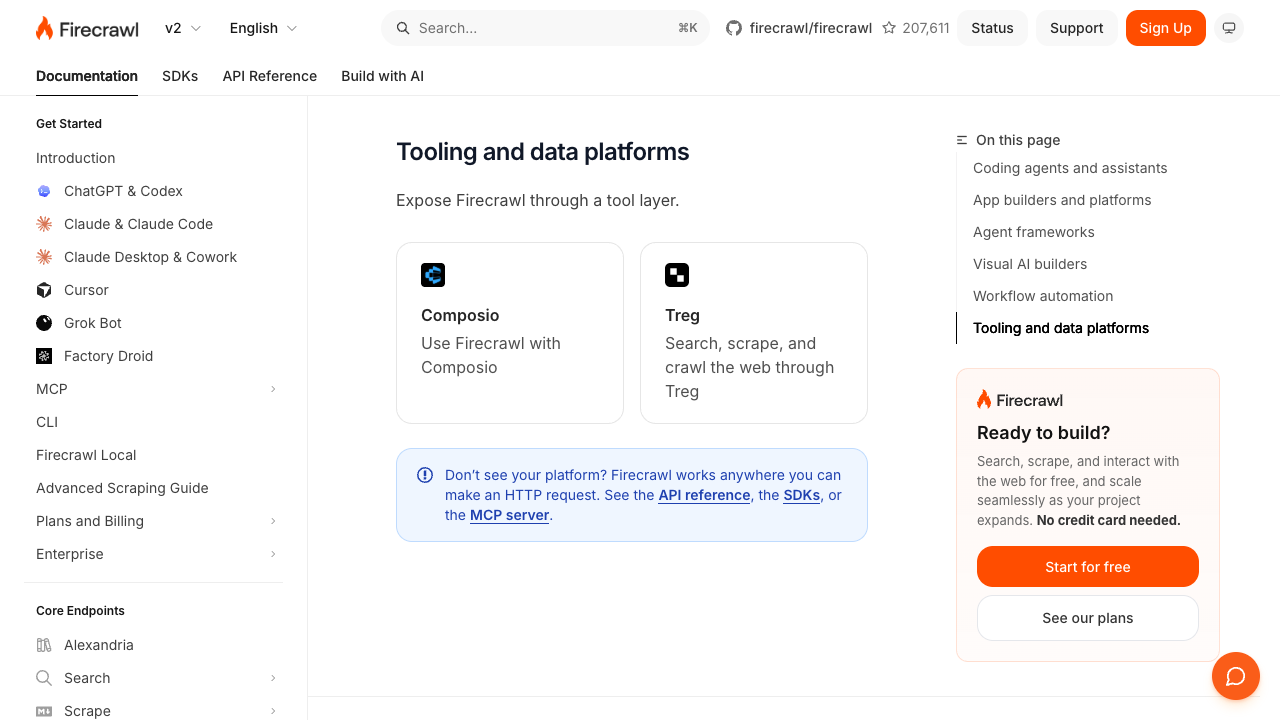 Firecrawl
v2
English
Search...
⌘K
firecrawl/firecrawl
207,611
Status
Support
Sign Up
Documentation
SDKs
API Reference
Build with AI
Get Started
Introduction
ChatGPT & Codex
Claude & Claude Code
Claude Desktop & Cowork
Cursor
Grok Bot
Factory Droid
MCP
CLI
Firecrawl Local
Advanced Scraping Guide
Plans and Billing
Enterprise
Core Endpoints
Alexandria
Search
Scrape
Tooling and data platforms
Expose Firecrawl through a tool layer.
Composio
Use Firecrawl with
Composio
Treg
Search, scrape, and
crawl the web through
Treg
Don’t see your platform? Firecrawl works anywhere you can
make an HTTP request. See the API reference, the SDKs, or
the MCP server.
On this page
Coding agents and assistants
App builders and platforms
Agent frameworks
Visual AI builders
Workflow automation
Tooling and data platforms
Firecrawl
Ready to build?
Search, scrape, and interact with
the web for free, and scale
seamlessly as your project
expands. No credit card needed.
Start for free
See our plans